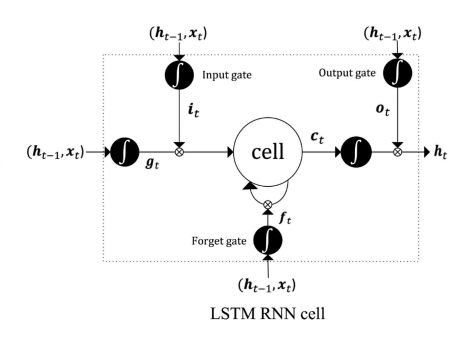 (h_{t−1}, x_t) (h_{t−1}, x_t)
∫ Input gate Output gate ∫
i_t o_t
(h_{t−1}, x_t) ∫ g_t ⊗ cell c_t ∫ ⊗ h_t
⊗ f_t
Forget gate ∫
(h_{t−1}, x_t)
LSTM RNN cell